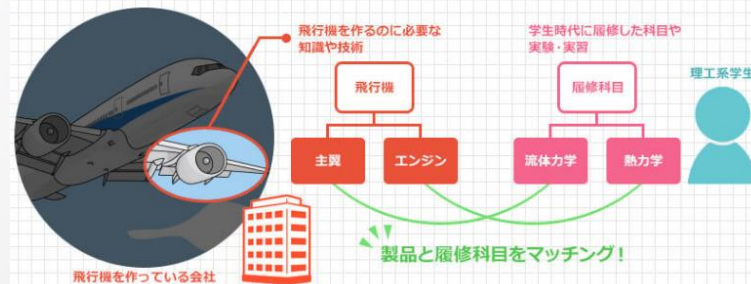 飛行機を作るのに必要な
知識や技術
学生時代に履修した科目や
実験・実習
理工系学生
飛行機
履修科目
主翼
エンジン
流体力学
熱力学
製品と履修科目をマッチング！
飛行機を作っている会社